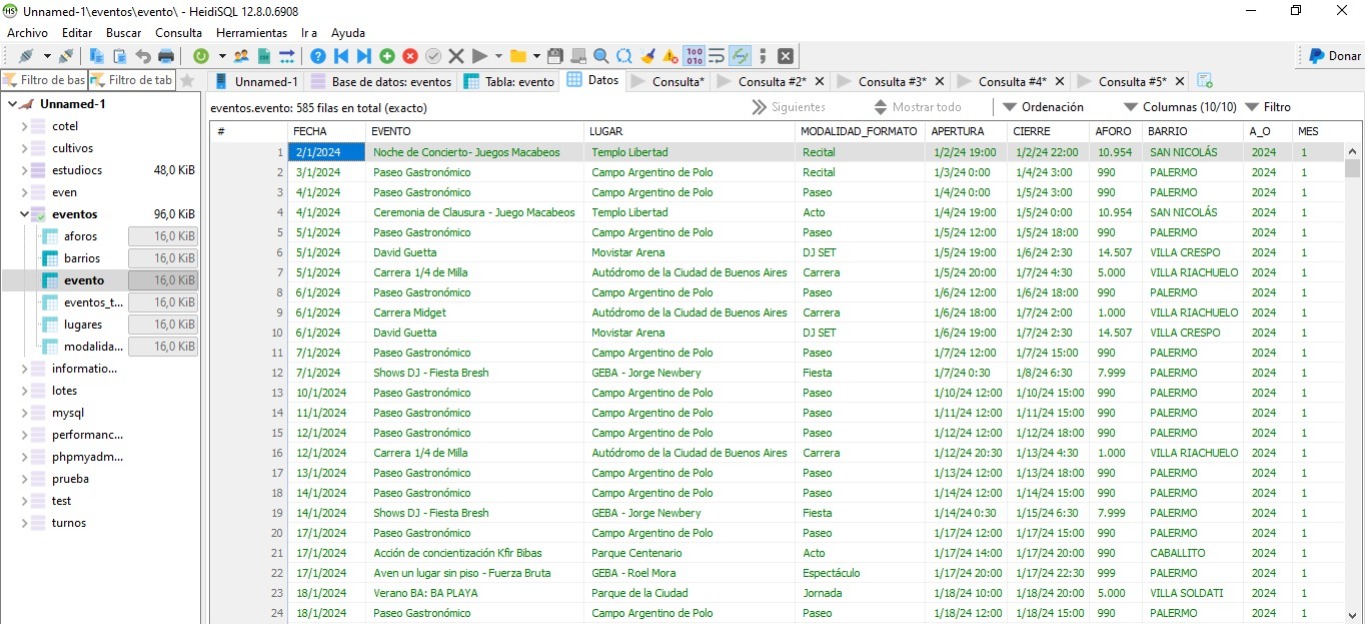 Unnamed-1\eventos\evento\ - HeidiSQL 12.8.0.6908
Archivo Editar Buscar Consulta Herramientas Ir a Ayuda
Donar
Filtro de bas Filtro de tab Unnamed-1 Base de datos: eventos Tabla: evento Datos Consulta* Consulta #2* Consulta #3* Consulta #4* Consulta #5*
Unnamed-1
cotel
cultivos
estudiocs 48,0 KiB
even
eventos 96,0 KiB
aforos 16,0 KiB
barrios 16,0 KiB
evento 16,0 KiB
eventos_t... 16,0 KiB
lugares 16,0 KiB
modalida... 16,0 KiB
informatio...
lotes
mysql
performanc...
phpmyadm...
prueba
test
turnos
eventos.evento: 585 filas en total (exacto) Siguientes Mostrar todo Ordenación Columnas (10/10) Filtro
# FECHA EVENTO LUGAR MODALIDAD_FORMATO APERTURA CIERRE AFORO BARRIO A_O MES
1 2/1/2024 Noche de Concierto- Juegos Macabeos Templo Libertad Recital 1/2/24 19:00 1/2/24 22:00 10.954 SAN NICOLÁS 2024 1
2 3/1/2024 Paseo Gastronómico Campo Argentino de Polo Recital 1/3/24 0:00 1/4/24 3:00 990 PALERMO 2024 1
3 4/1/2024 Paseo Gastronómico Campo Argentino de Polo Paseo 1/4/24 0:00 1/5/24 3:00 990 PALERMO 2024 1
4 4/1/2024 Ceremonia de Clausura - Juego Macabeos Templo Libertad Acto 1/4/24 19:00 1/5/24 0:00 10.954 SAN NICOLÁS 2024 1
5 5/1/2024 Paseo Gastronómico Campo Argentino de Polo Paseo 1/5/24 12:00 1/5/24 18:00 990 PALERMO 2024 1
6 5/1/2024 David Guetta Movistar Arena DJ SET 1/5/24 19:00 1/6/24 2:30 14.507 VILLA CRESPO 2024 1
7 5/1/2024 Carrera 1/4 de Milla Autódromo de la Ciudad de Buenos Aires Carrera 1/5/24 20:00 1/7/24 4:30 5.000 VILLA RIACHUELO 2024 1
8 6/1/2024 Paseo Gastronómico Campo Argentino de Polo Paseo 1/6/24 12:00 1/6/24 18:00 990 PALERMO 2024 1
9 6/1/2024 Carrera Midget Autódromo de la Ciudad de Buenos Aires Carrera 1/6/24 18:00 1/7/24 2:00 1.000 VILLA RIACHUELO 2024 1
10 6/1/2024 David Guetta Movistar Arena DJ SET 1/6/24 19:00 1/7/24 2:30 14.507 VILLA CRESPO 2024 1
11 7/1/2024 Paseo Gastronómico Campo Argentino de Polo Paseo 1/7/24 12:00 1/7/24 15:00 990 PALERMO 2024 1
12 7/1/2024 Shows DJ - Fiesta Bresh GEBA - Jorge Newbery Fiesta 1/7/24 0:30 1/8/24 6:30 7.999 PALERMO 2024 1
13 10/1/2024 Paseo Gastronómico Campo Argentino de Polo Paseo 1/10/24 12:00 1/10/24 15:00 990 PALERMO 2024 1
14 11/1/2024 Paseo Gastronómico Campo Argentino de Polo Paseo 1/11/24 12:00 1/11/24 15:00 990 PALERMO 2024 1
15 12/1/2024 Paseo Gastronómico Campo Argentino de Polo Paseo 1/12/24 12:00 1/12/24 18:00 990 PALERMO 2024 1
16 12/1/2024 Carrera 1/4 de Milla Autódromo de la Ciudad de Buenos Aires Carrera 1/12/24 20:30 1/13/24 4:30 1.000 VILLA RIACHUELO 2024 1
17 13/1/2024 Paseo Gastronómico Campo Argentino de Polo Paseo 1/13/24 12:00 1/13/24 18:00 990 PALERMO 2024 1
18 14/1/2024 Paseo Gastronómico Campo Argentino de Polo Paseo 1/14/24 12:00 1/14/24 15:00 990 PALERMO 2024 1
19 14/1/2024 Shows DJ - Fiesta Bresh GEBA - Jorge Newbery Fiesta 1/14/24 0:30 1/15/24 6:30 7.999 PALERMO 2024 1
20 17/1/2024 Paseo Gastronómico Campo Argentino de Polo Paseo 1/17/24 12:00 1/17/24 15:00 990 PALERMO 2024 1
21 17/1/2024 Acción de concientización Kfir Bibas Parque Centenario Acto 1/17/24 14:00 1/17/24 20:00 990 CABALLITO 2024 1
22 17/1/2024 Aven un lugar sin piso - Fuerza Bruta GEBA - Roel Mora Espectáculo 1/17/24 20:00 1/17/24 22:30 999 PALERMO 2024 1
23 18/1/2024 Verano BA: BA PLAYA Parque de la Ciudad Jornada 1/18/24 10:00 1/18/24 20:00 5.000 VILLA SOLDATI 2024 1
24 18/1/2024 Paseo Gastronómico Campo Argentino de Polo Paseo 1/18/24 12:00 1/18/24 15:00 990 PALERMO 2024 1